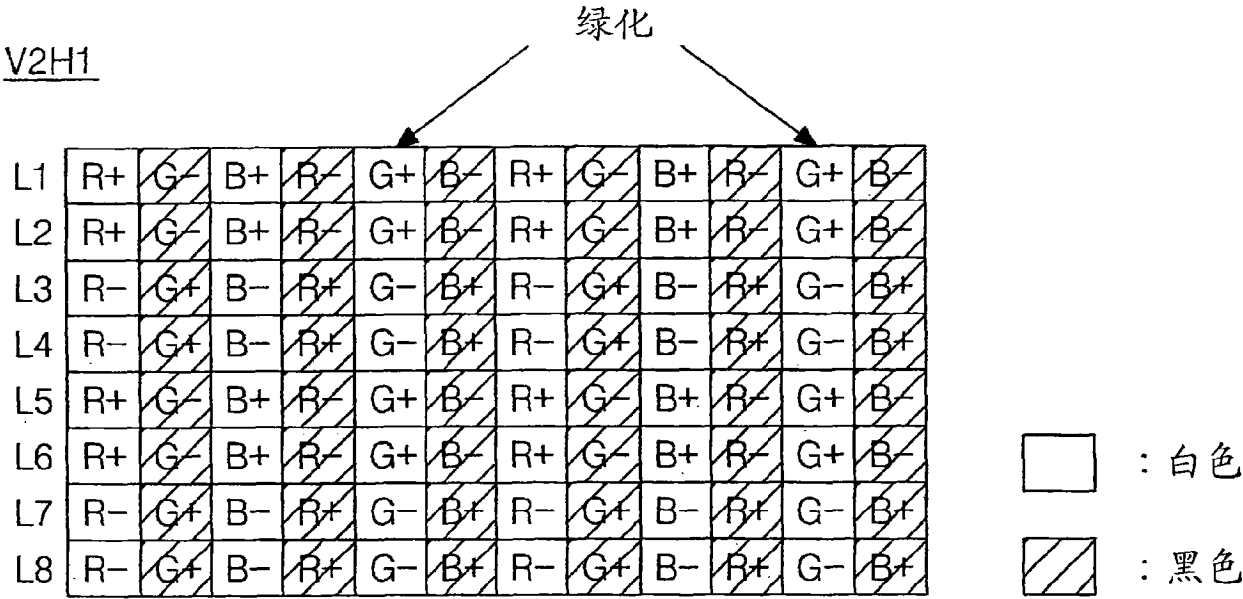 绿化
V2H1
L1 R+ G- B+ R- G+ B- R+ G- B+ R- G+ B-
L2 R+ G- B+ R- G+ B- R+ G- B+ R- G+ B-
L3 R- G+ B- R+ G- B+ R- G+ B- R+ G- B+
L4 R- G+ B- R+ G- B+ R- G+ B- R+ G- B+
L5 R+ G- B+ R- G+ B- R+ G- B+ R- G+ B-
L6 R+ G- B+ R- G+ B- R+ G- B+ R- G+ B-
L7 R- G+ B- R+ G- B+ R- G+ B- R+ G- B+
L8 R- G+ B- R+ G- B+ R- G+ B- R+ G- B+
: 白色
: 黑色